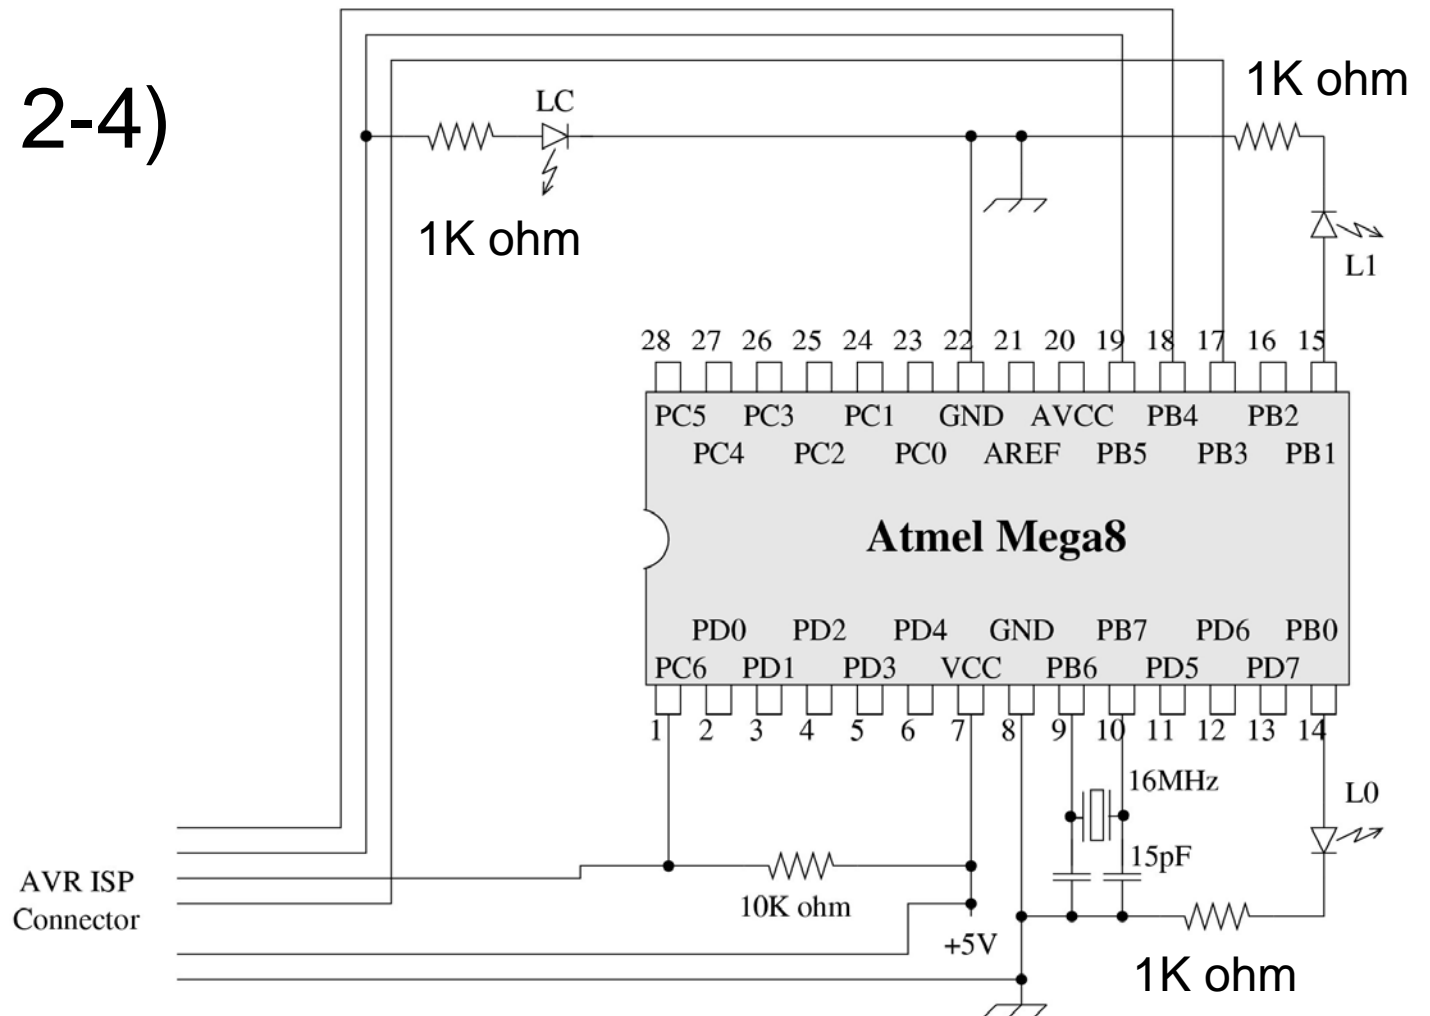 2-4)
LC
1K ohm
1K ohm
L1
28 27 26 25 24 23 22 21 20 19 18 17 16 15
PC5 PC3 PC1 GND AVCC PB4 PB2
PC4 PC2 PC0 AREF PB5 PB3 PB1
Atmel Mega8
PD0 PD2 PD4 GND PB7 PD6 PB0
PC6 PD1 PD3 VCC PB6 PD5 PD7
1 2 3 4 5 6 7 8 9 10 11 12 13 14
16MHz
L0
15pF
AVR ISP
Connector
10K ohm
+5V
1K ohm